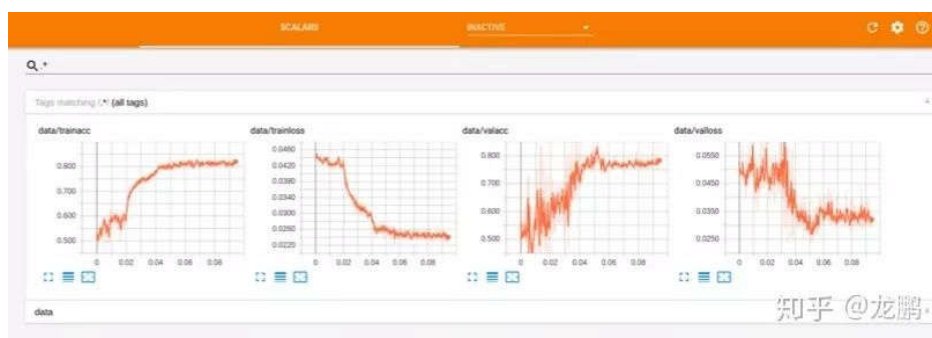 SCALARS INACTIVE
.*
Tags matching /.*/ (all tags)
data/trainacc
0.800
0.700
0.600
0.500
0 0.02 0.04 0.06 0.08
data/trainloss
0.0460
0.0420
0.0380
0.0340
0.0300
0.0260
0.0220
0 0.02 0.04 0.06 0.08
data/valacc
0.800
0.700
0.600
0.500
0 0.02 0.04 0.06 0.08
data/valloss
0.0550
0.0450
0.0350
0.0250
0 0.02 0.04 0.06 0.08
data
知乎 @龙鹏